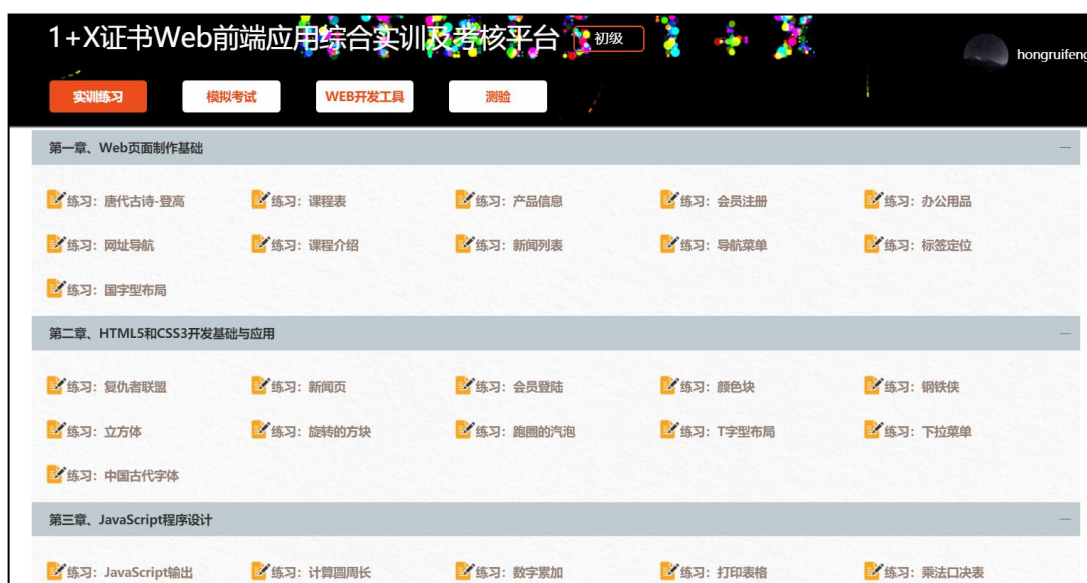 1+X证书Web前端应用综合实训及考核平台 初级
hongruifeng
实训练习 模拟考试 WEB开发工具 测验
第一章、Web页面制作基础
练习：唐代古诗-登高 练习：课程表 练习：产品信息 练习：会员注册 练习：办公用品
练习：网址导航 练习：课程介绍 练习：新闻列表 练习：导航菜单 练习：标签定位
练习：国字型布局
第二章、HTML5和CSS3开发基础与应用
练习：复仇者联盟 练习：新闻页 练习：会员登陆 练习：颜色块 练习：钢铁侠
练习：立方体 练习：旋转的方块 练习：跑圈的汽泡 练习：T字型布局 练习：下拉菜单
练习：中国古代字体
第三章、JavaScript程序设计
练习：JavaScript输出 练习：计算圆周长 练习：数字累加 练习：打印表格 练习：乘法口决表